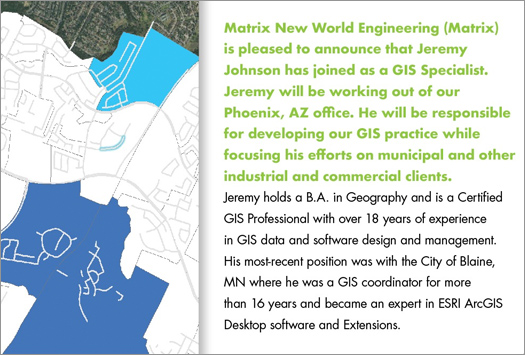 Matrix New World Engineering (Matrix)
is pleased to announce that Jeremy
Johnson has joined as a GIS Specialist.
Jeremy will be working out of our
Phoenix, AZ office. He will be responsible
for developing our GIS practice while
focusing his efforts on municipal and other
industrial and commercial clients.
Jeremy holds a B.A. in Geography and is a Certified
GIS Professional with over 18 years of experience
in GIS data and software design and management.
His most-recent position was with the City of Blaine,
MN where he was a GIS coordinator for more
than 16 years and became an expert in ESRI ArcGIS
Desktop software and Extensions.